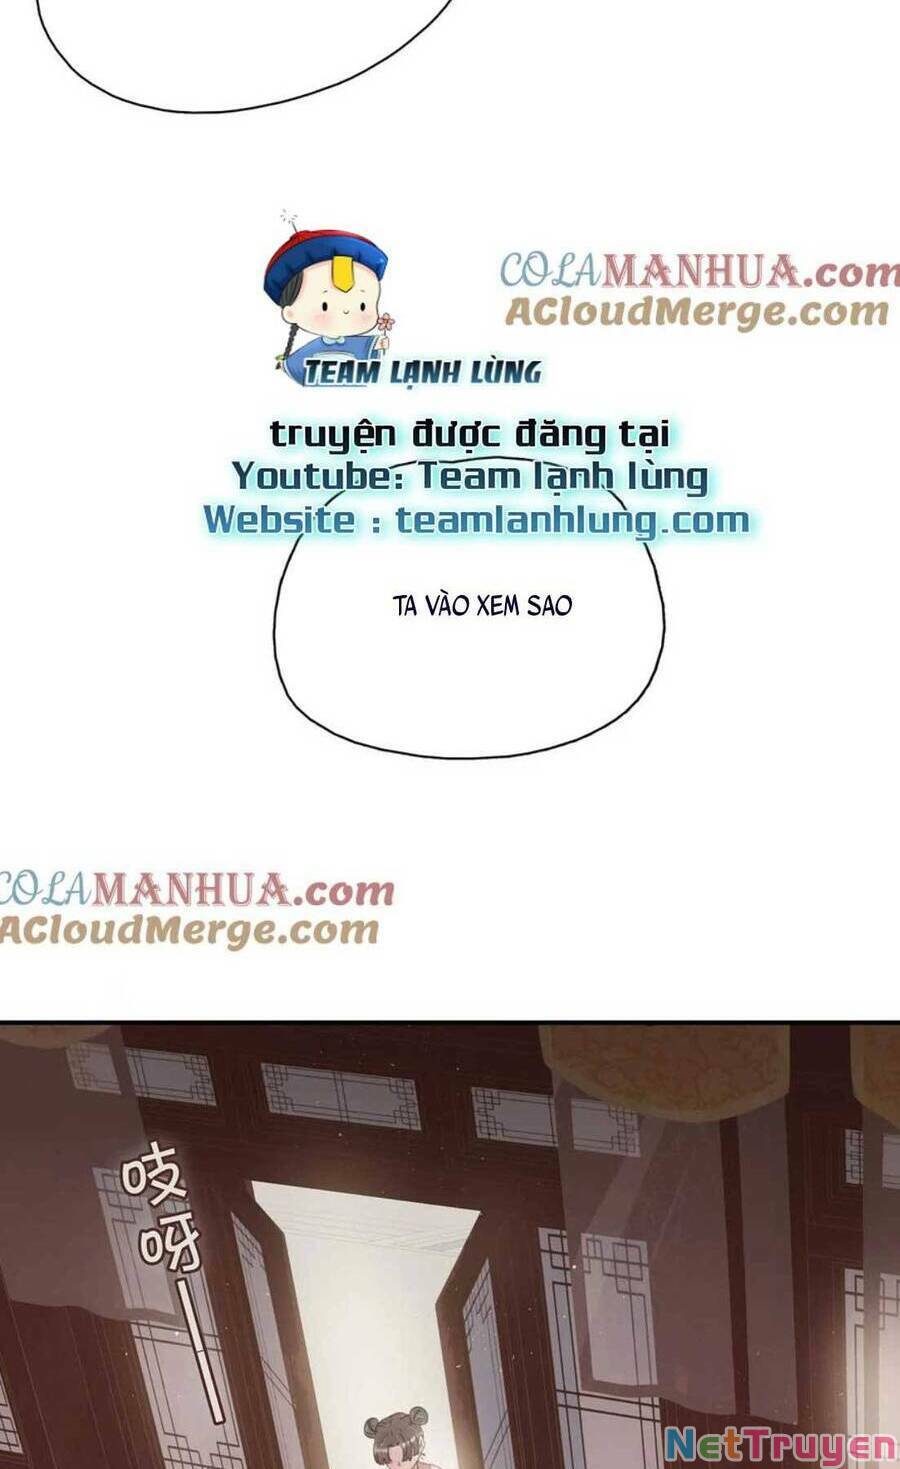 COLAMANHUA.com
ACloudMerge.com
TEAM LẠNH LÙNG
truyện được đăng tại
Youtube: Team lạnh lùng
Website : teamlanhlung.com
TA VÀO XEM SAO
COLAMANHUA.com
ACloudMerge.com
吱呀——
NetTruyen